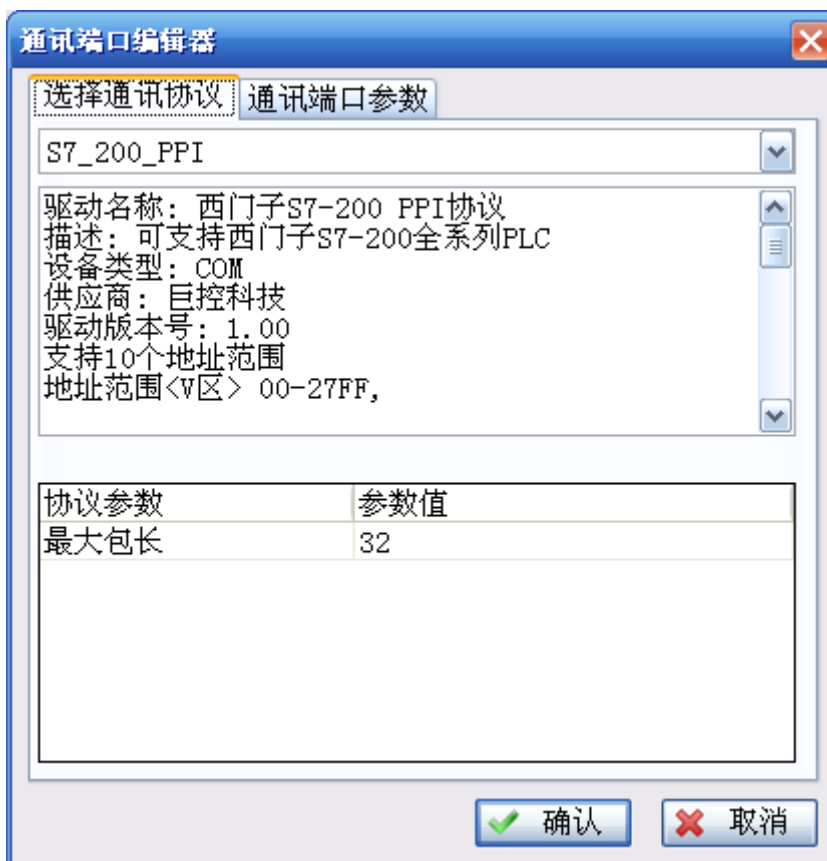 通讯端口编辑器
选择通讯协议 通讯端口参数
S7_200_PPI
驱动名称: 西门子S7-200 PPI协议
描述: 可支持西门子S7-200全系列PLC
设备类型: COM
供应商: 巨控科技
驱动版本号: 1.00
支持10个地址范围
地址范围<V区> 00-27FF,
协议参数 参数值
最大包长 32
确认 取消